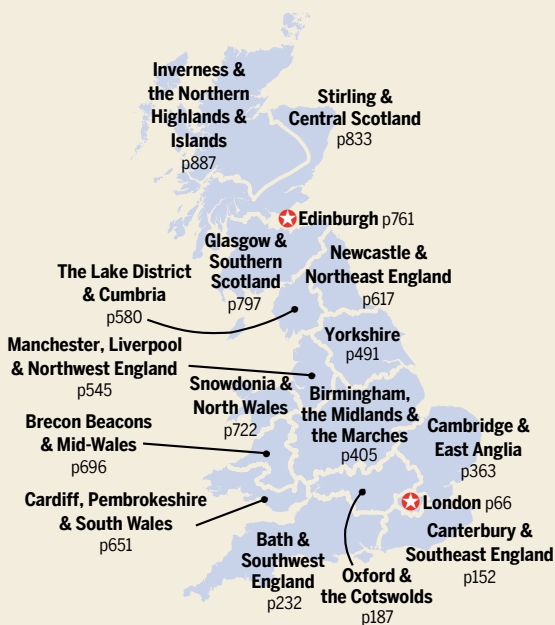 Inverness &
the Northern
Highlands &
Islands
p887
Stirling &
Central Scotland
p833
Edinburgh p761
Glasgow &
Southern
Scotland
p797
Newcastle &
Northeast England
p617
The Lake District
& Cumbria
p580
Yorkshire
p491
Manchester, Liverpool
& Northwest England
p545
Snowdonia &
North Wales
p722
Birmingham,
the Midlands &
the Marches
p405
Cambridge &
East Anglia
p363
Brecon Beacons
& Mid-Wales
p696
Cardiff, Pembrokeshire
& South Wales
p651
London p66
Canterbury &
Southeast England
p152
Bath &
Southwest
England
p232
Oxford &
the Cotswolds
p187